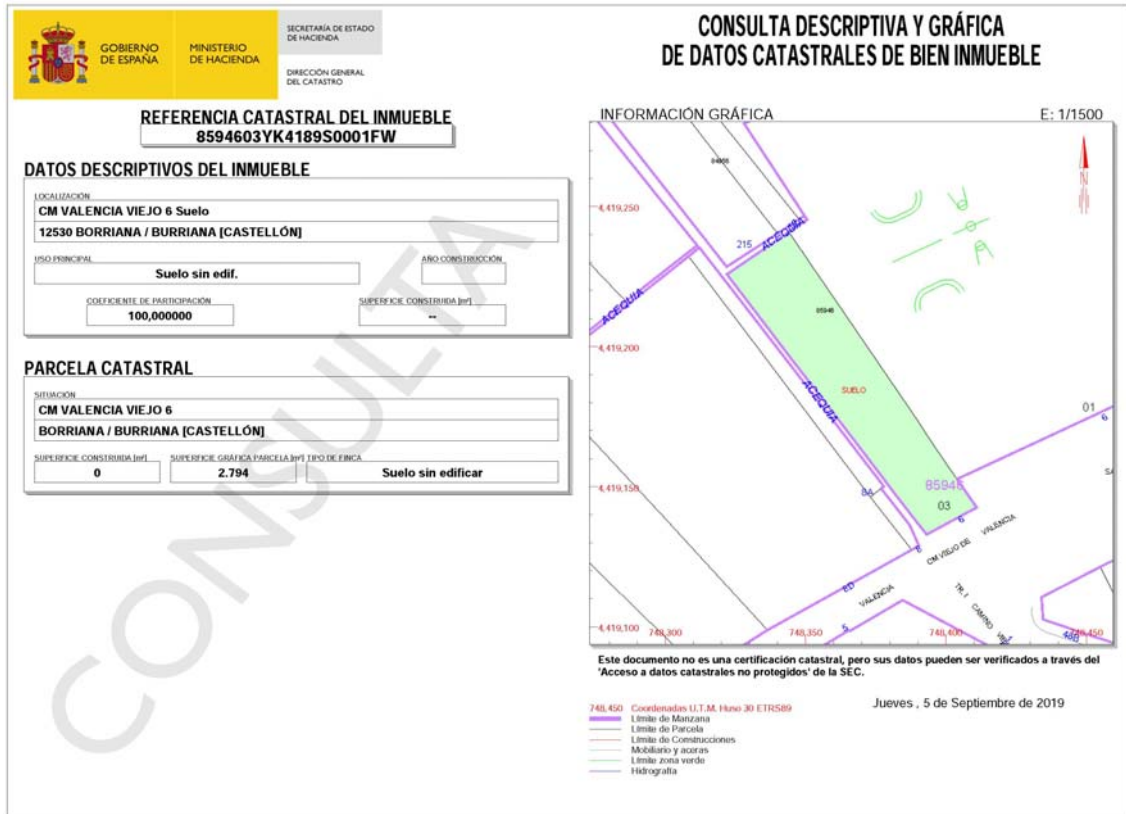 GOBIERNO
DE ESPAÑA
MINISTERIO
DE HACIENDA
SECRETARÍA DE ESTADO
DE HACIENDA
DIRECCIÓN GENERAL
DEL CATASTRO
CONSULTA DESCRIPTIVA Y GRÁFICA
DE DATOS CATASTRALES DE BIEN INMUEBLE
REFERENCIA CATASTRAL DEL INMUEBLE
8594603YK4189S0001FW
DATOS DESCRIPTIVOS DEL INMUEBLE
LOCALIZACIÓN
CM VALENCIA VIEJO 6 Suelo
12530 BORRIANA / BURRIANA [CASTELLÓN]
USO PRINCIPAL
Suelo sin edif.
AÑO CONSTRUCCIÓN
COEFICIENTE DE PARTICIPACIÓN
100,000000
SUPERFICIE CONSTRUIDA [m²]
--
PARCELA CATASTRAL
SITUACIÓN
CM VALENCIA VIEJO 6
BORRIANA / BURRIANA [CASTELLÓN]
SUPERFICIE CONSTRUIDA [m²]
0
SUPERFICIE GRÁFICA PARCELA [m²]
2.794
TIPO DE FINCA
Suelo sin edificar
CONSULTA
INFORMACIÓN GRÁFICA
E: 1/1500
84956
N
4,419,250
215
ACEQUIA
ACEQUIA
85946
4,419,200
SUELO
ACEQUIA
01
6
4,419,150
8A
85946
03
6
8
CM VIEJO DE VALENCIA
8D
VALENCIA
5
4,419,100
748,300
748,350
748,400
748,450
46B
Este documento no es una certificación catastral, pero sus datos pueden ser verificados a través del
'Acceso a datos catastrales no protegidos' de la SEC.
Jueves , 5 de Septiembre de 2019
748,450 Coordenadas U.T.M. Huso 30 ETRS89
Límite de Manzana
Límite de Parcela
Límite de Construcciones
Mobiliario y aceras
Límite zona verde
Hidrografía